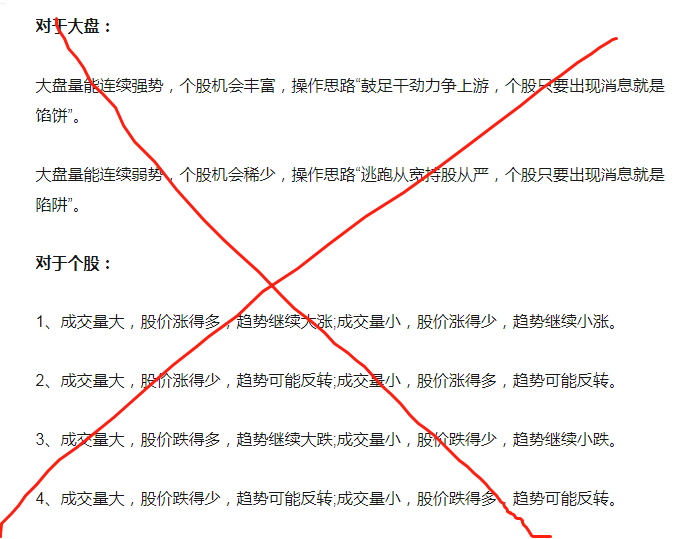 对于大盘：
大盘量能连续强势，个股机会丰富，操作思路“鼓足干劲力争上游，个股只要出现消息就是
馅饼”。
大盘量能连续弱势，个股机会稀少，操作思路“逃跑从宽持股从严，个股只要出现消息就是
陷阱”。
对于个股：
1、成交量大，股价涨得多，趋势继续大涨;成交量小，股价涨得少，趋势继续小涨。
2、成交量大，股价涨得少，趋势可能反转;成交量小，股价涨得多，趋势可能反转。
3、成交量大，股价跌得多，趋势继续大跌;成交量小，股价跌得少，趋势继续小跌。
4、成交量大，股价跌得少，趋势可能反转;成交量小，股价跌得多，趋势可能反转。